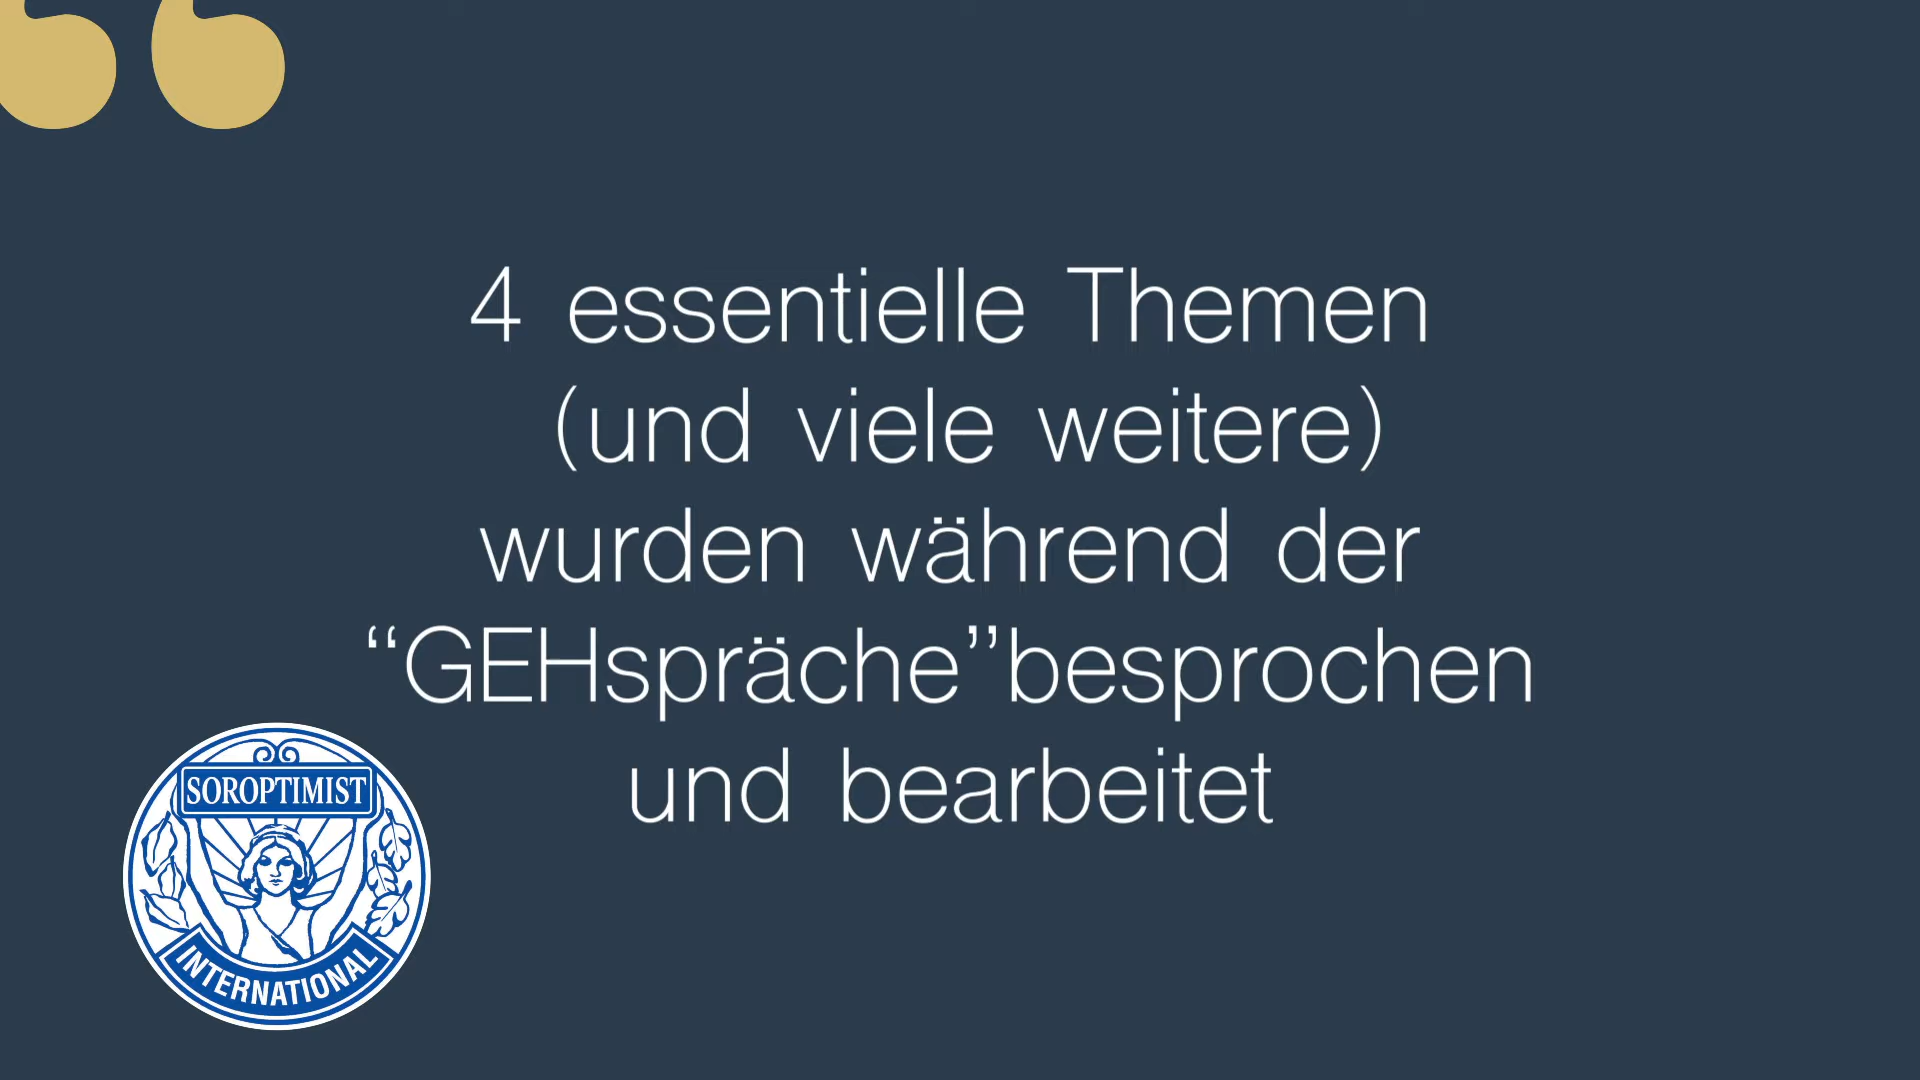 4 essentielle Themen
(und viele weitere)
wurden während der
“GEHspräche”besprochen
und bearbeitet
SOROPTIMIST
INTERNATIONAL